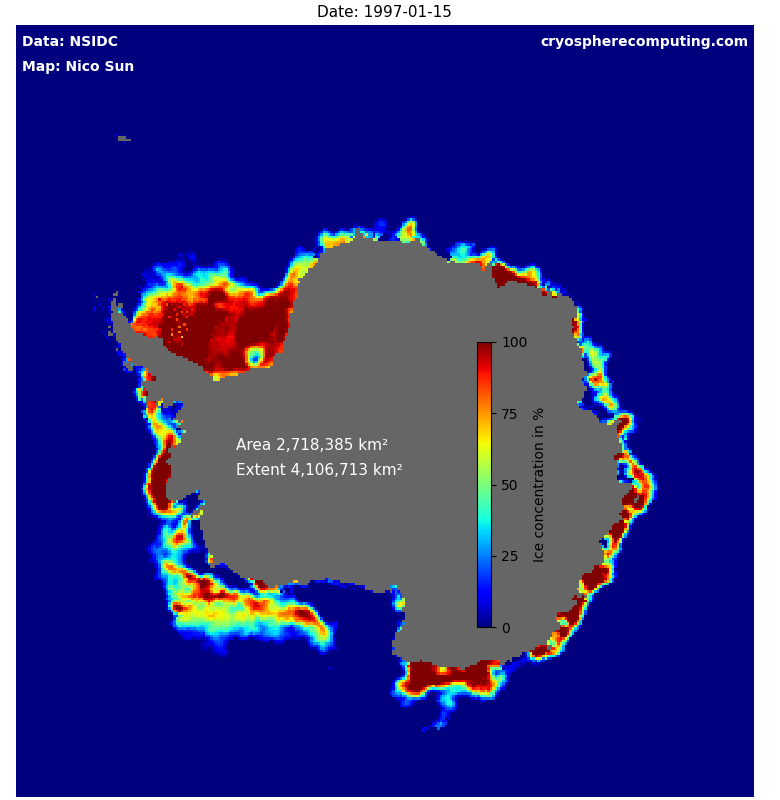 Date: 1997-01-15
Data: NSIDC
cryospherecomputing.com
Map: Nico Sun
Area 2,718,385 km²
Extent 4,106,713 km²
100
75
50
25
0
Ice concentration in %